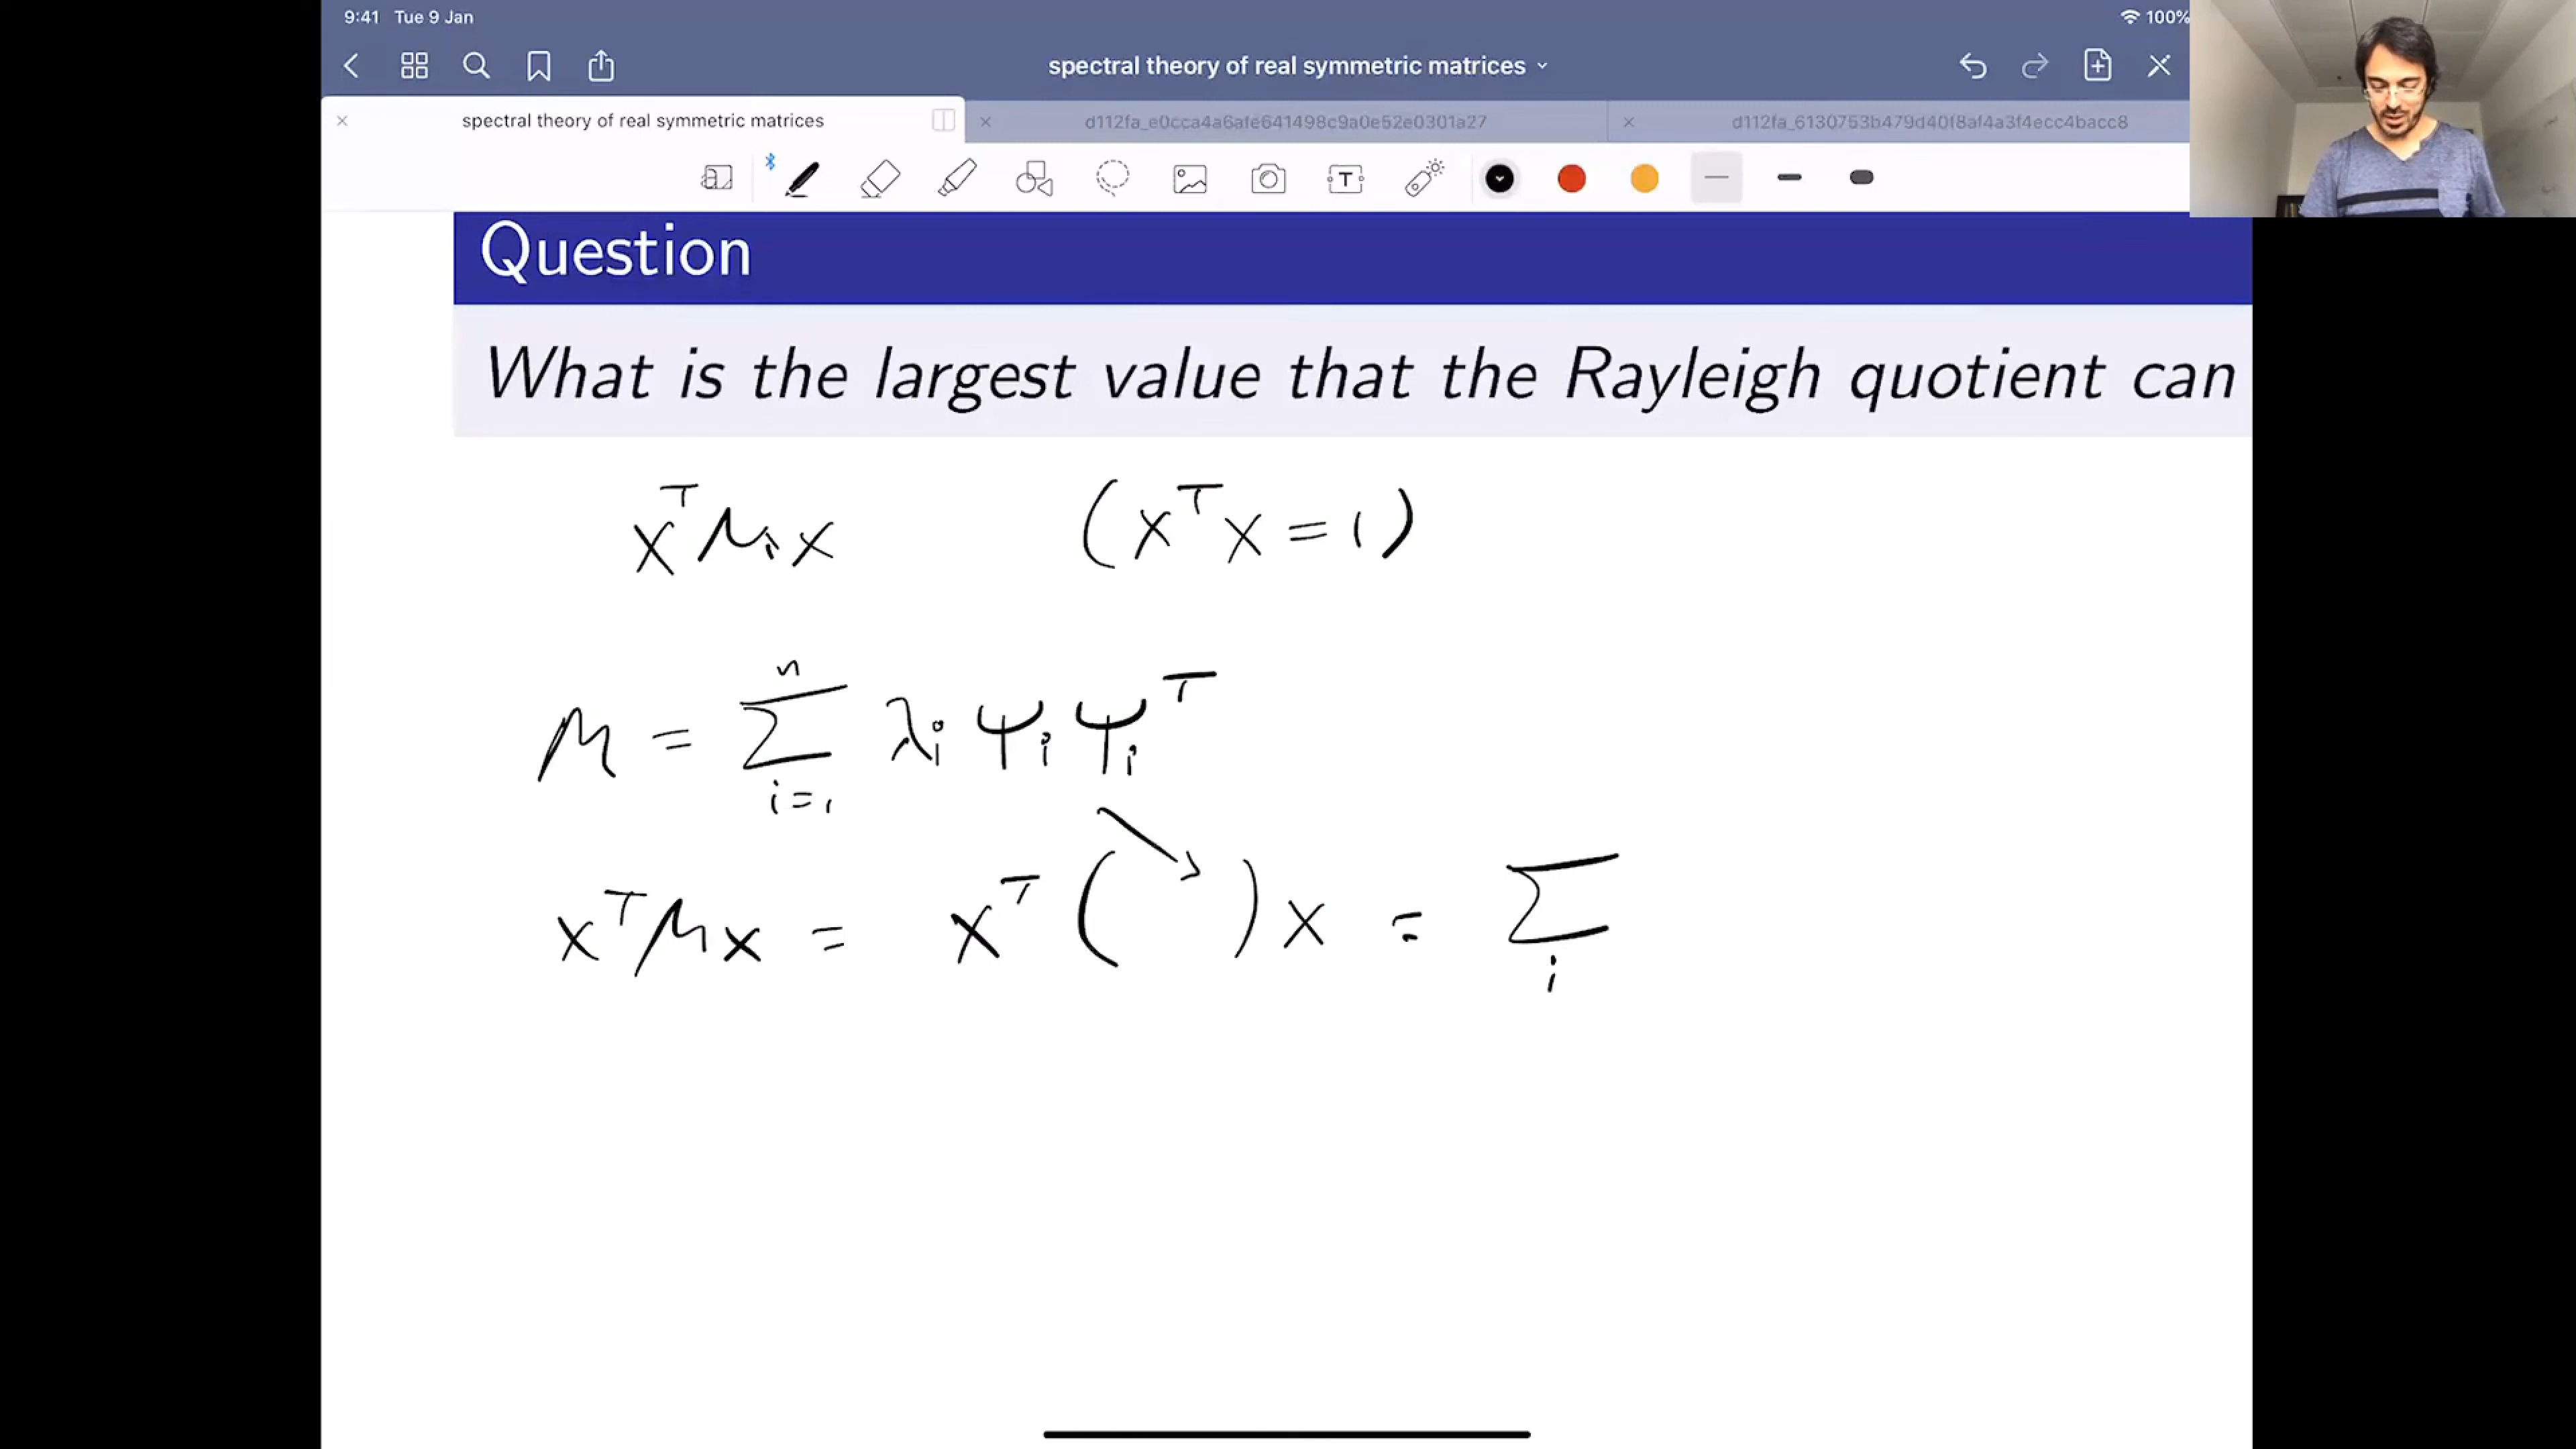 9:41 Tue 9 Jan 100%
spectral theory of real symmetric matrices
spectral theory of real symmetric matrices d112fa_e0cca4a6afe641498c9a0e52e0301a27 d112fa_6130753b479d40f8af4a3f4ecc4bacc8
Question
What is the largest value that the Rayleigh quotient can
xᵀMx (xᵀx = 1)
M = ∑ᵢ₌₁ⁿ λᵢ ψᵢ ψᵢᵀ
xᵀMx = xᵀ( )x = ∑ᵢ